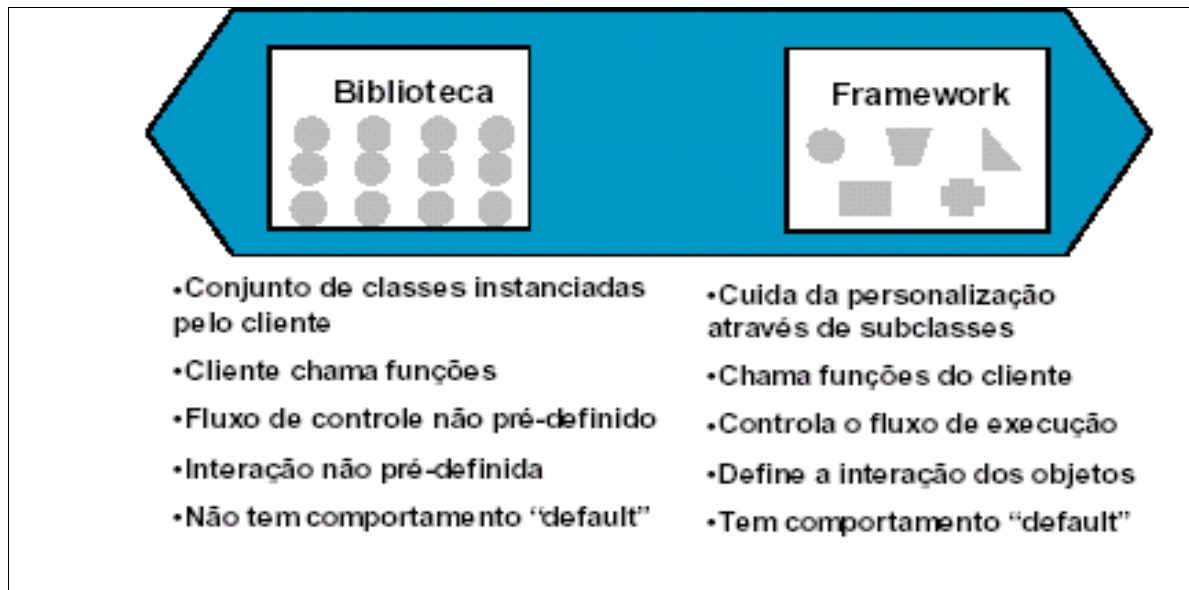 Biblioteca
•Conjunto de classes instanciadas
pelo cliente
•Cliente chama funções
•Fluxo de controle não pré-definido
•Interação não pré-definida
•Não tem comportamento “default”
Framework
•Cuida da personalização
através de subclasses
•Chama funções do cliente
•Controla o fluxo de execução
•Define a interação dos objetos
•Tem comportamento “default”